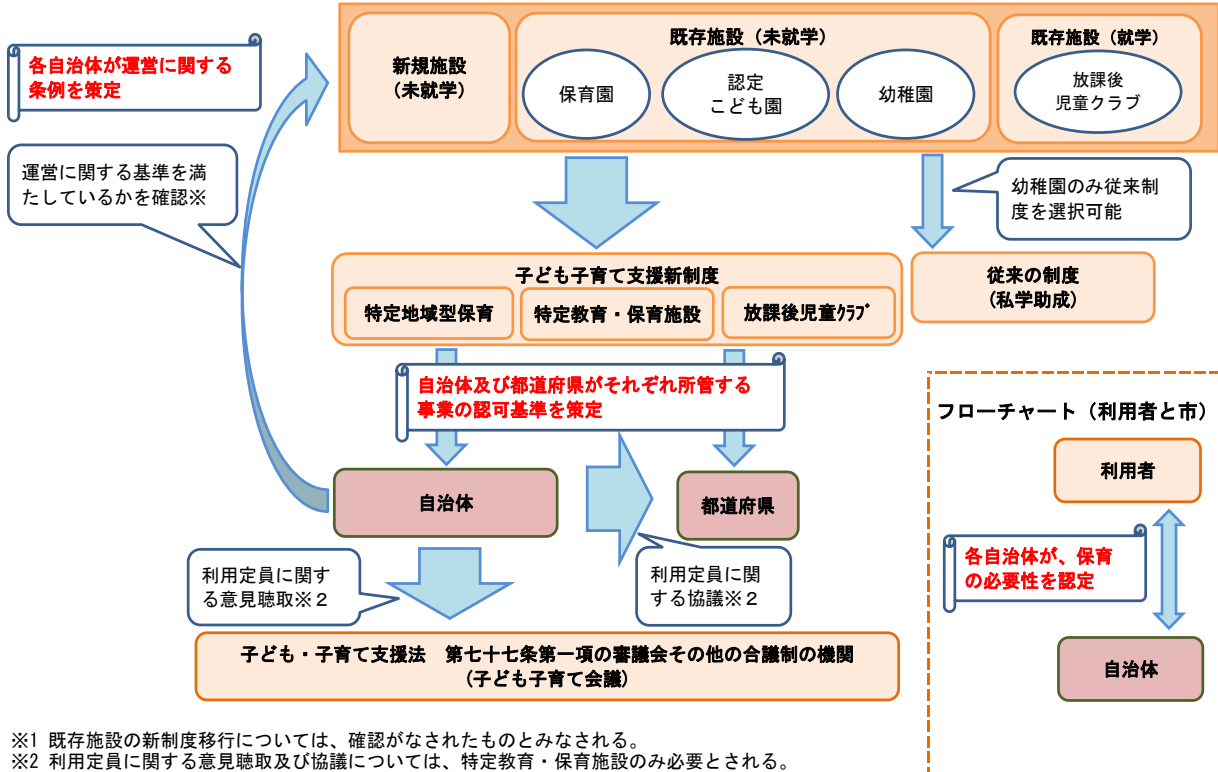 各自治体が運営に関する
条例を策定
新規施設
(未就学)
既存施設（未就学）
保育園
認定
こども園
幼稚園
既存施設（就学）
放課後
児童クラブ
運営に関する基準を満
たしているかを確認※
幼稚園のみ従来制
度を選択可能
子ども子育て支援新制度
特定地域型保育
特定教育・保育施設
放課後児童ｸﾗﾌﾞ
従来の制度
(私学助成)
自治体及び都道府県がそれぞれ所管する
事業の認可基準を策定
自治体
都道府県
利用定員に関す
る意見聴取※２
利用定員に関
する協議※２
子ども・子育て支援法　第七十七条第一項の審議会その他の合議制の機関
(子ども子育て会議)
フローチャート（利用者と市）
利用者
各自治体が、保育
の必要性を認定
自治体
※1 既存施設の新制度移行については、確認がなされたものとみなされる。
※2 利用定員に関する意見聴取及び協議については、特定教育・保育施設のみ必要とされる。